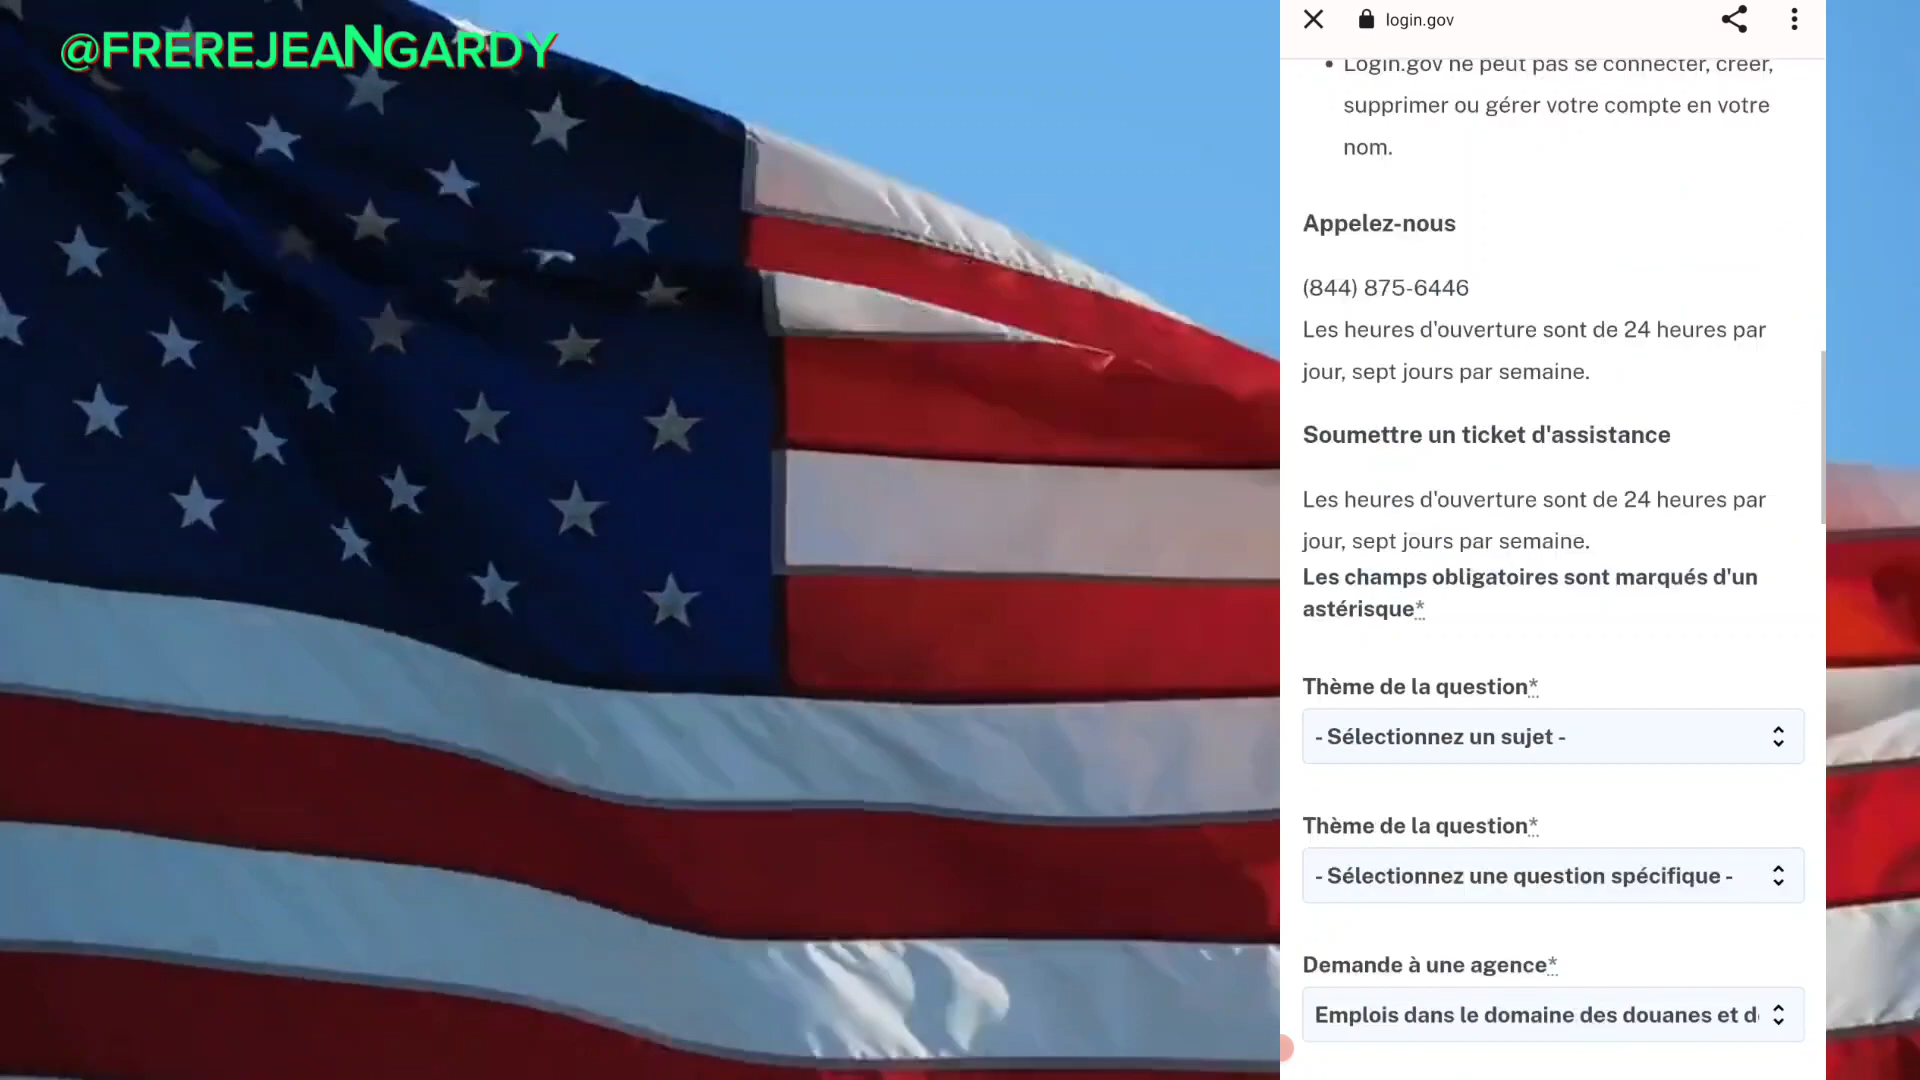 @FREREJEANGARDY
login.gov
Login.gov ne peut pas se connecter, créer,
supprimer ou gérer votre compte en votre
nom.
Appelez-nous
(844) 875-6446
Les heures d'ouverture sont de 24 heures par
jour, sept jours par semaine.
Soumettre un ticket d'assistance
Les heures d'ouverture sont de 24 heures par
jour, sept jours par semaine.
Les champs obligatoires sont marqués d'un
astérisque*
Thème de la question*
- Sélectionnez un sujet -
Thème de la question*
- Sélectionnez une question spécifique -
Demande à une agence*
Emplois dans le domaine des douanes et d